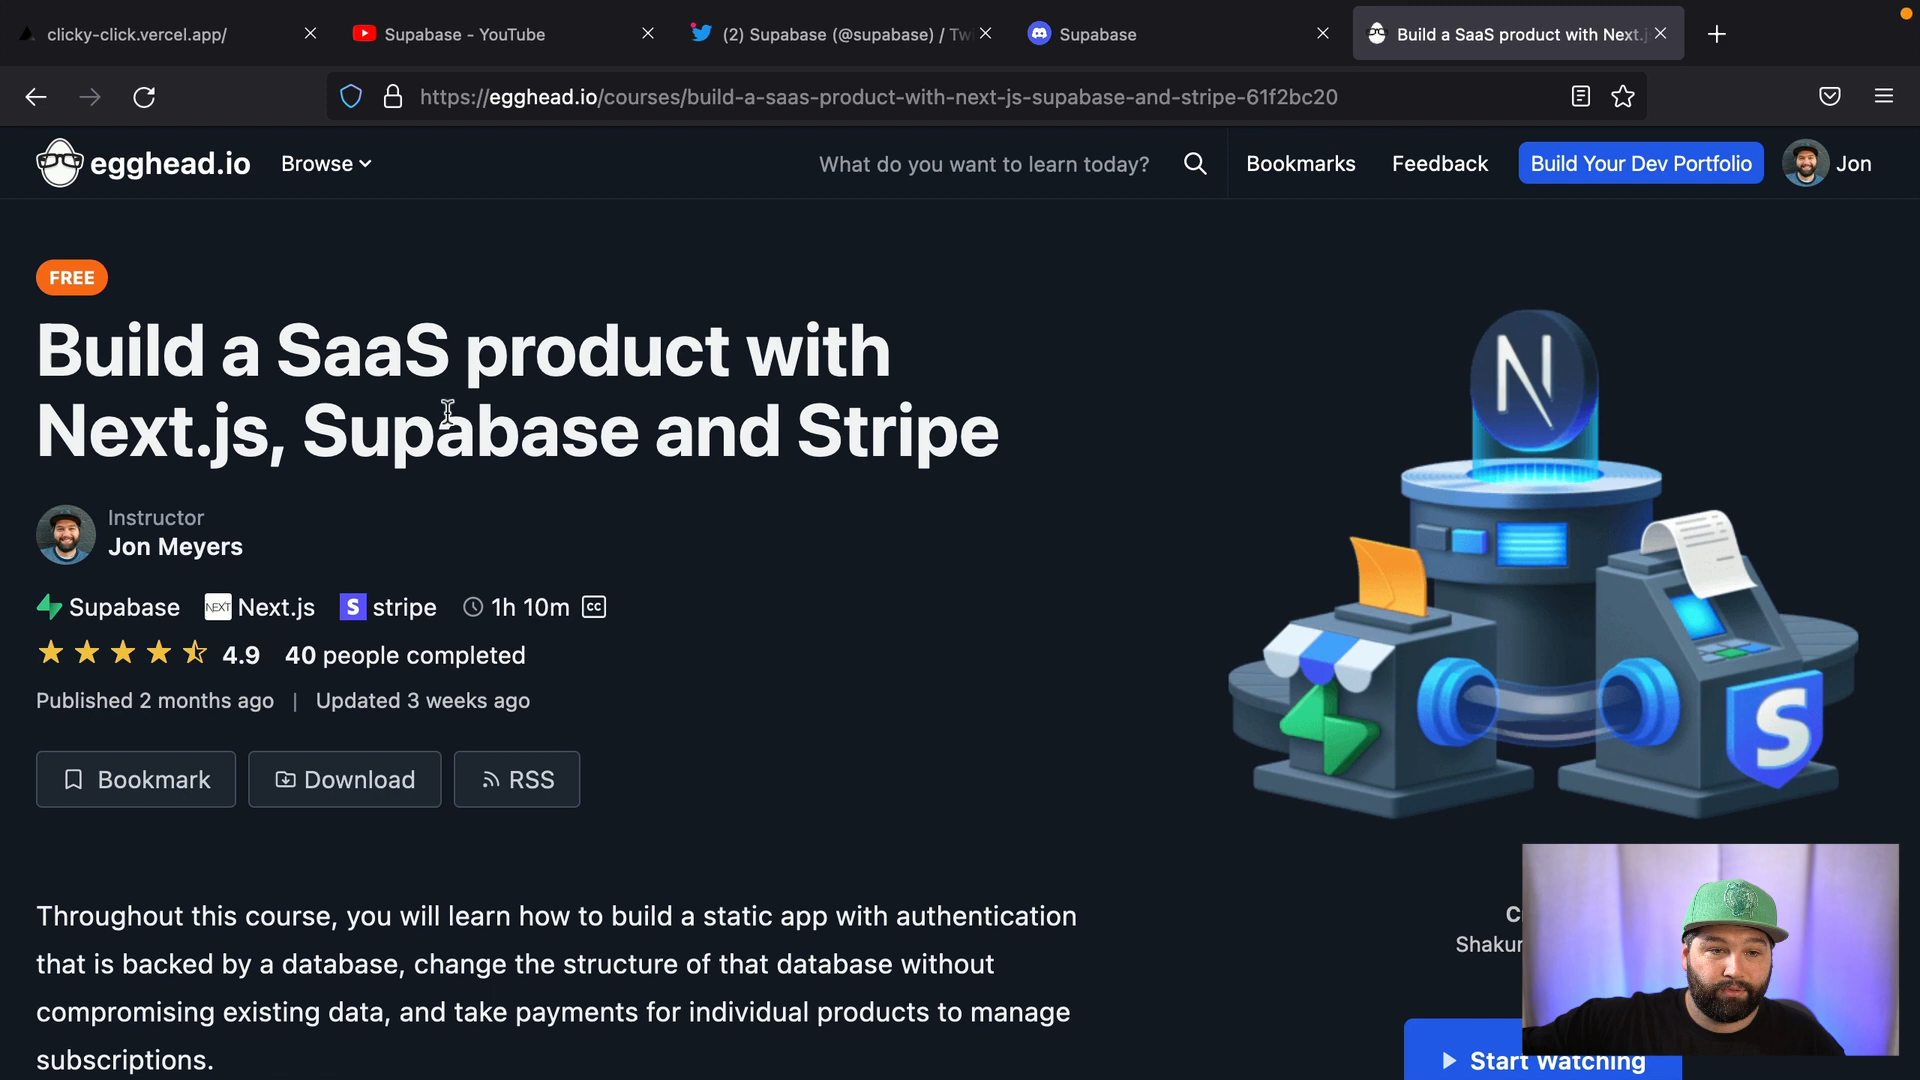 clicky-click.vercel.app/
Supabase - YouTube
(2) Supabase (@supabase) / Tw
Supabase
Build a SaaS product with Next.j
https://egghead.io/courses/build-a-saas-product-with-next-js-supabase-and-stripe-61f2bc20
egghead.io
Browse
What do you want to learn today?
Bookmarks
Feedback
Build Your Dev Portfolio
Jon
FREE
Build a SaaS product with
Next.js, Supabase and Stripe
Instructor
Jon Meyers
Supabase
NEXT Next.js
S stripe
1h 10m
CC
4.9
40 people completed
Published 2 months ago | Updated 3 weeks ago
Bookmark
Download
RSS
N
S
Throughout this course, you will learn how to build a static app with authentication
that is backed by a database, change the structure of that database without
compromising existing data, and take payments for individual products to manage
subscriptions.
C
Shakur
Start Watching